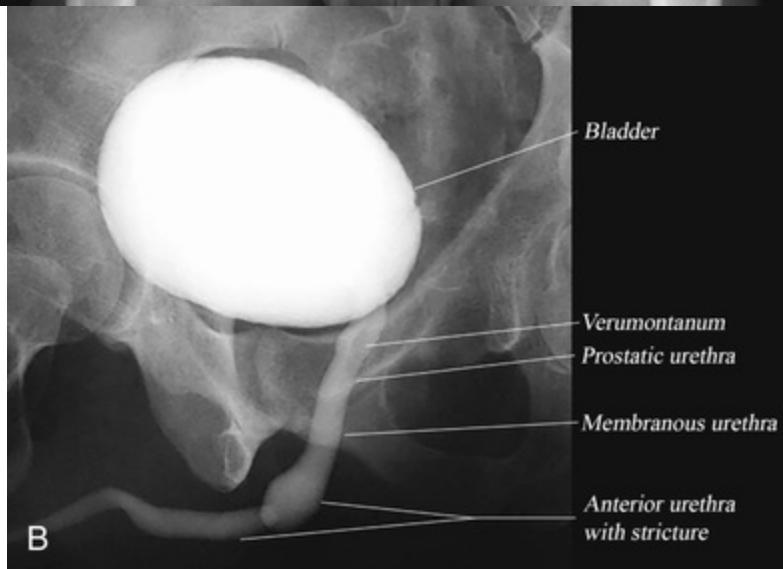 Bladder
Verumontanum
Prostatic urethra
Membranous urethra
Anterior urethra
with stricture
B